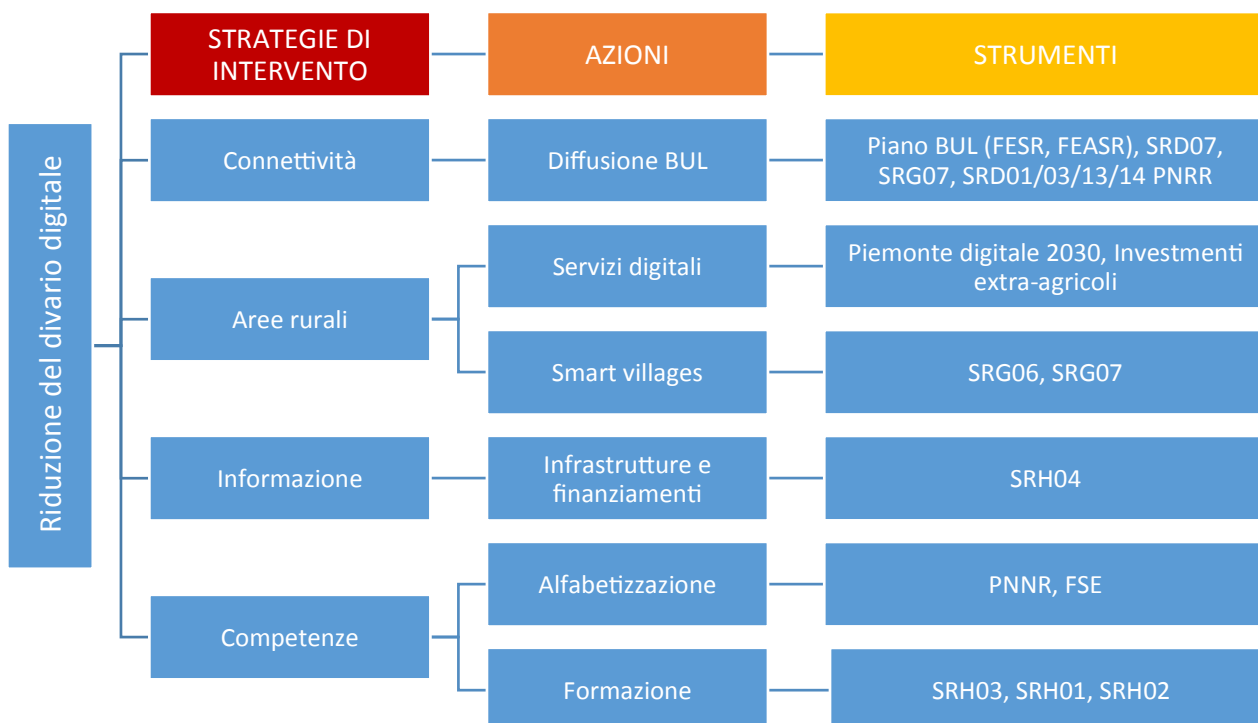 Riduzione del divario digitale
STRATEGIE DI
INTERVENTO
AZIONI
STRUMENTI
Connettività
Diffusione BUL
Piano BUL (FESR, FEASR), SRD07,
SRG07, SRD01/03/13/14 PNRR
Aree rurali
Servizi digitali
Piemonte digitale 2030, Investimenti
extra-agricoli
Smart villages
SRG06, SRG07
Informazione
Infrastrutture e
finanziamenti
SRH04
Competenze
Alfabetizzazione
PNNR, FSE
Formazione
SRH03, SRH01, SRH02